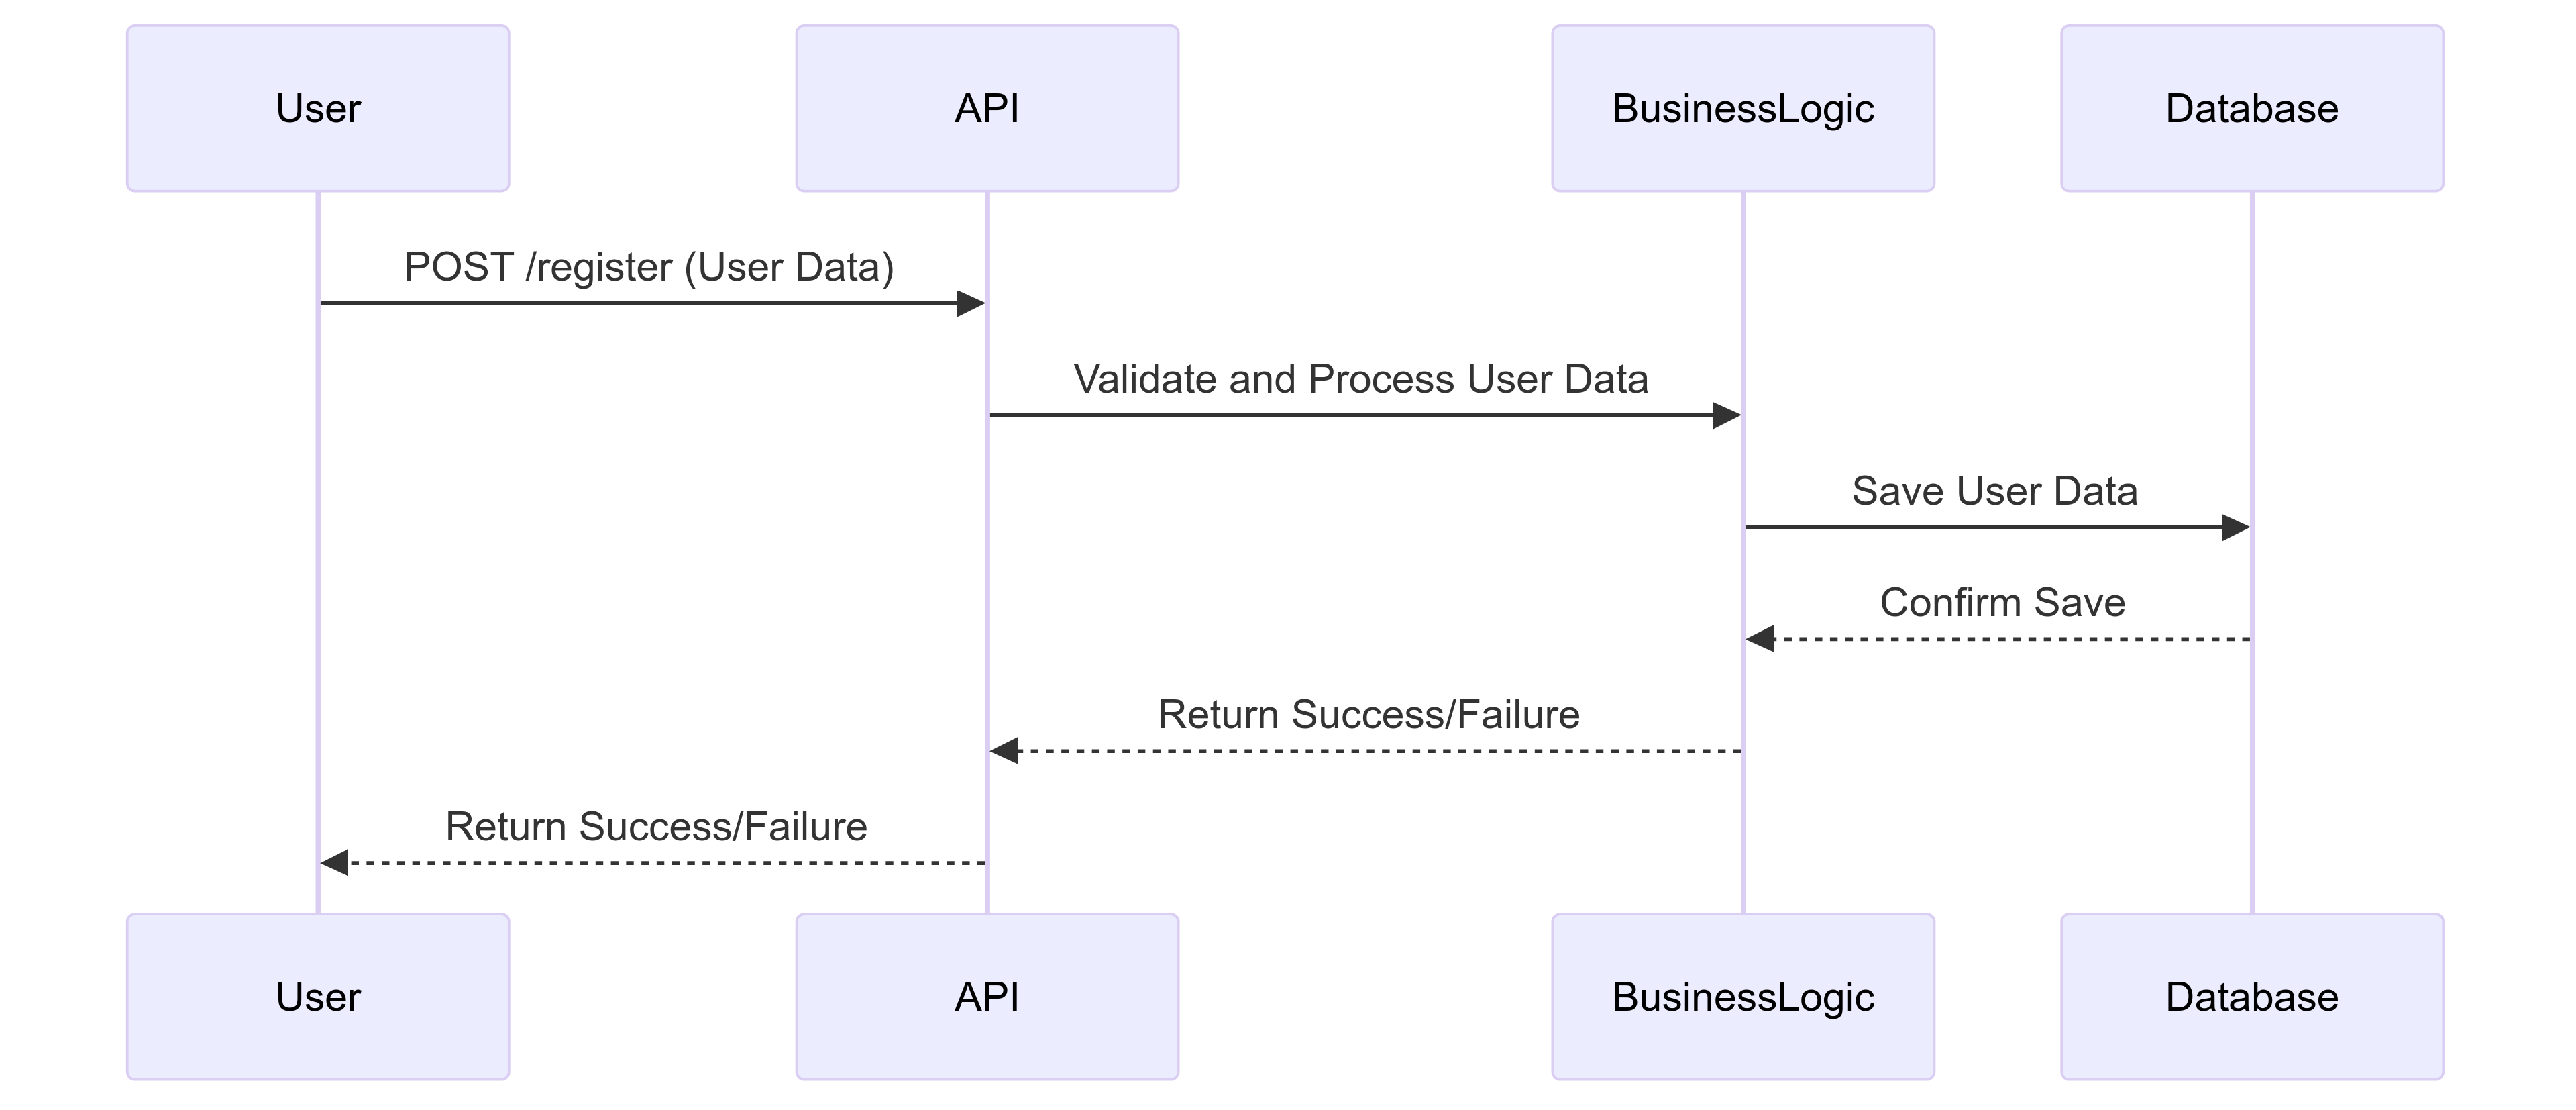 User
API
BusinessLogic
Database
POST /register (User Data)
Validate and Process User Data
Save User Data
Confirm Save
Return Success/Failure
Return Success/Failure
User
API
BusinessLogic
Database